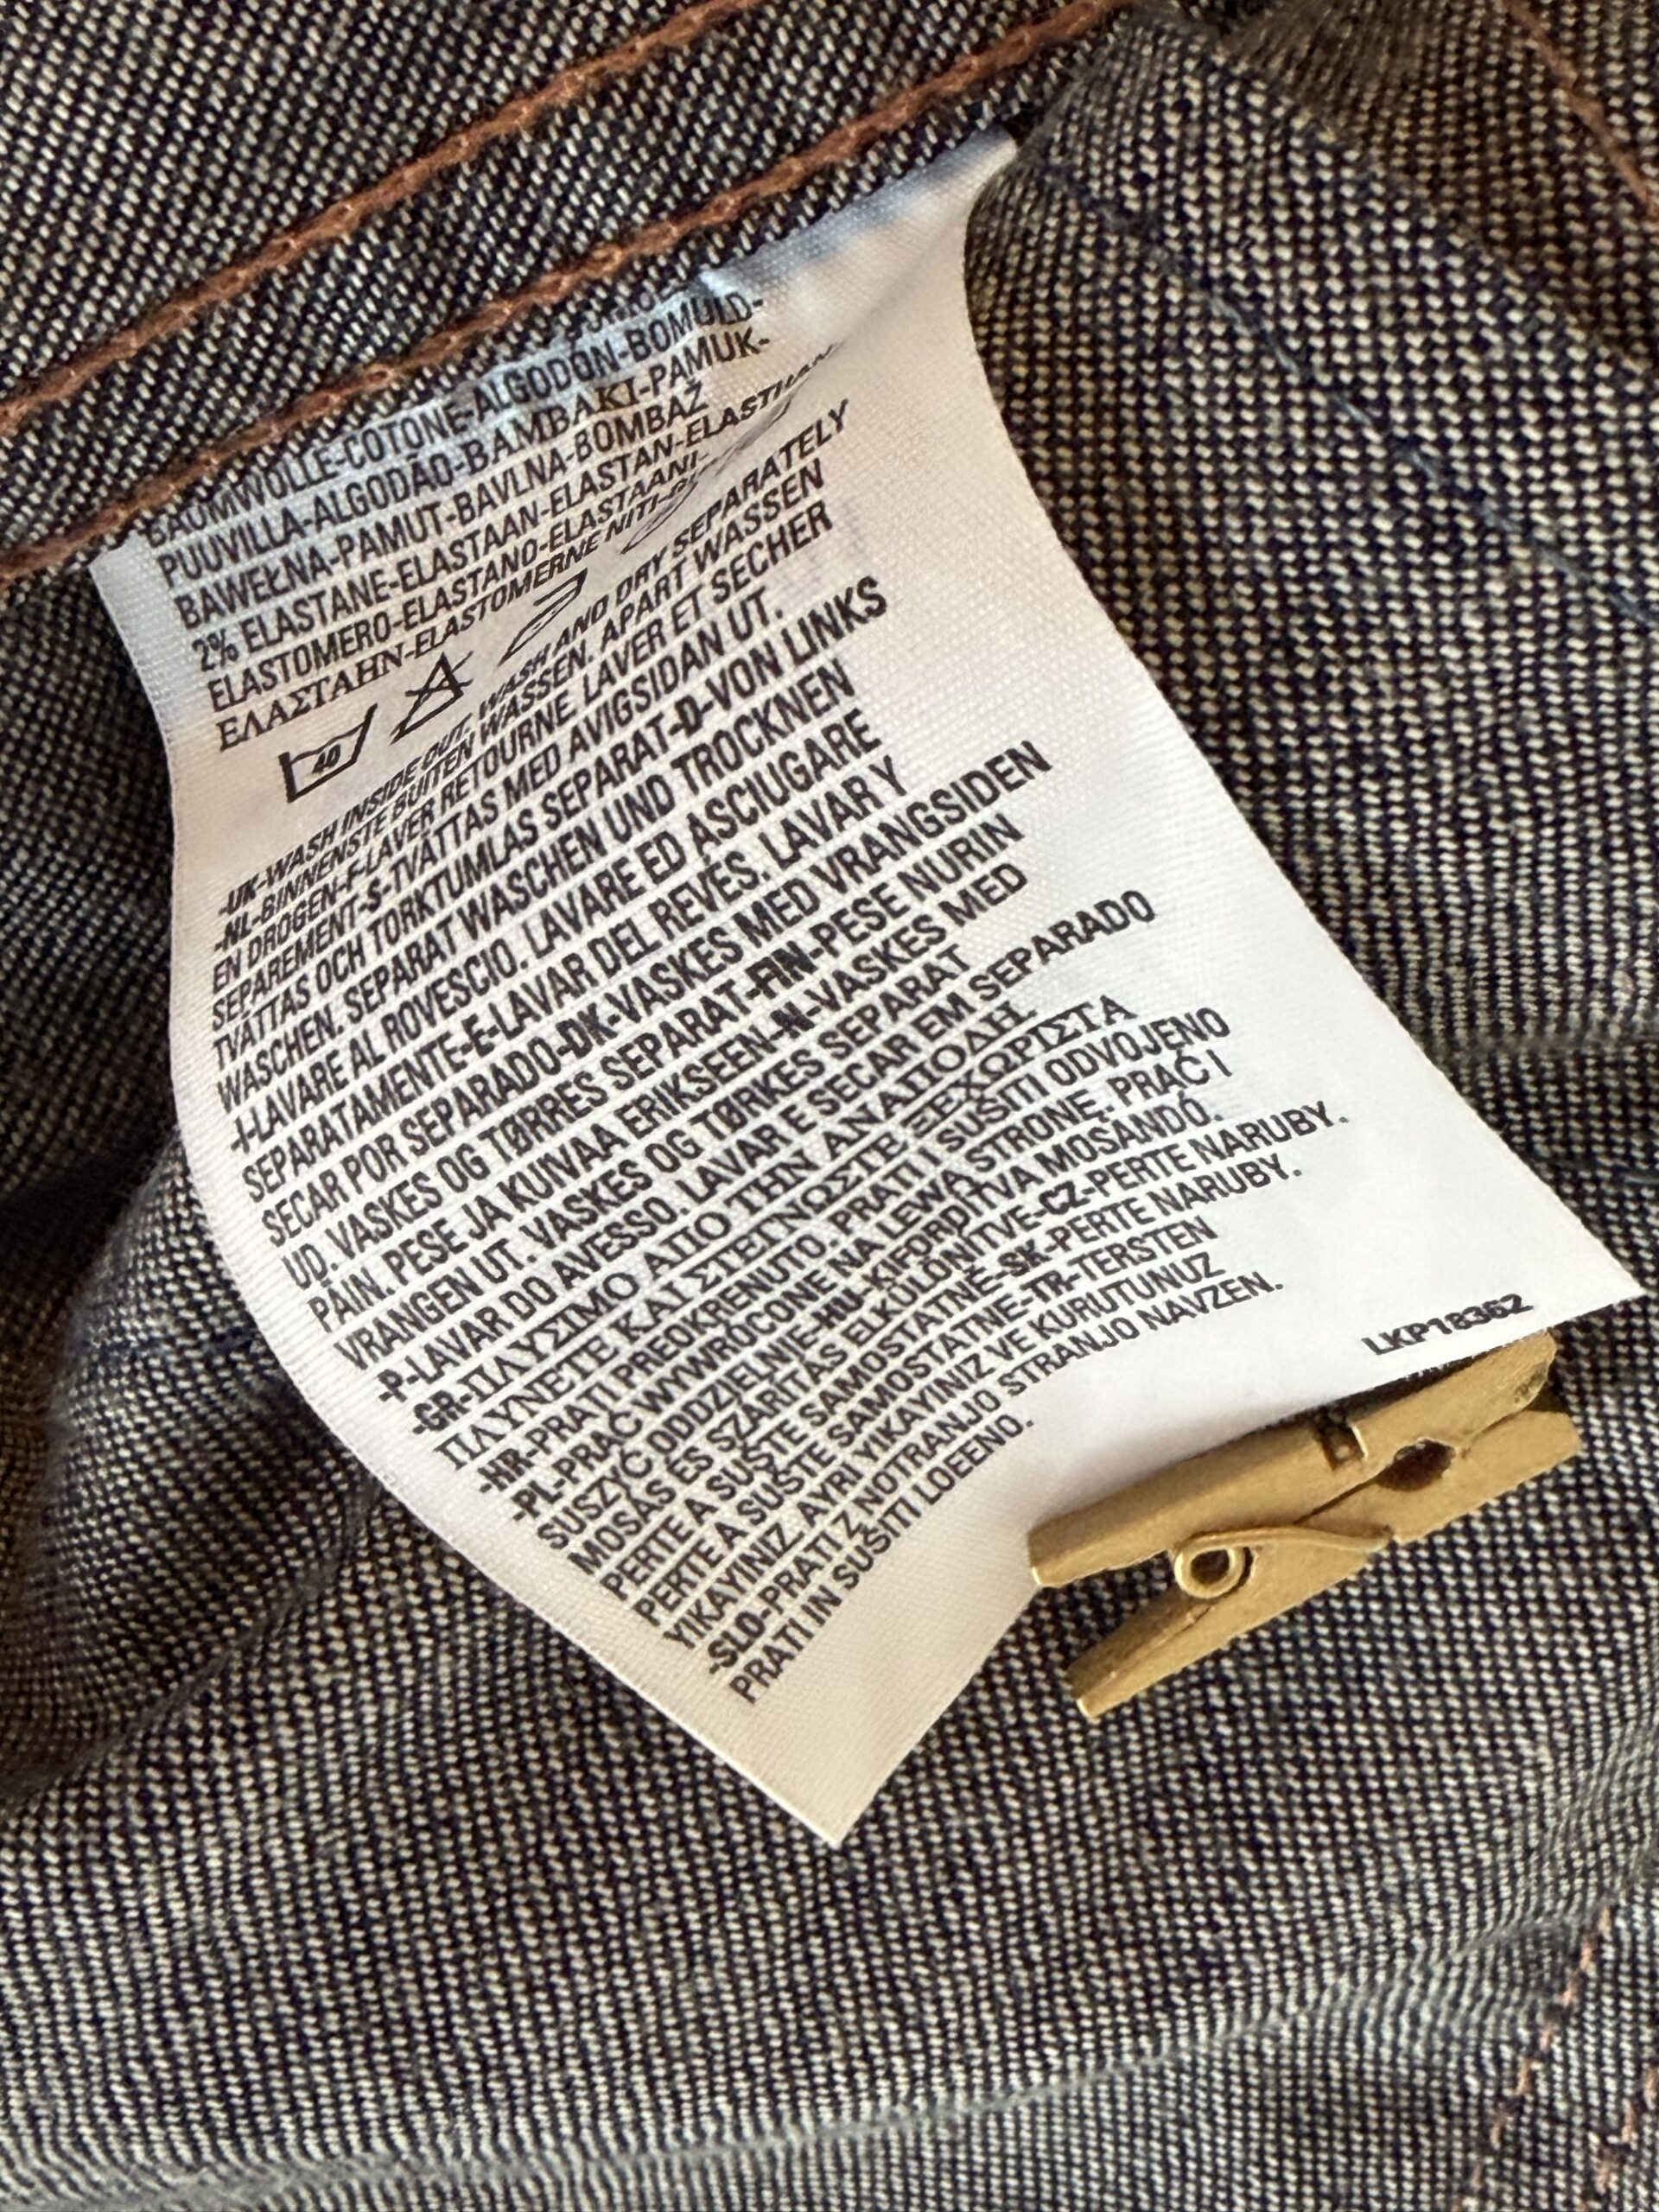 BAUMWOLLE-COTONE-ALGODÓN-BOMULD-
PUUVILLA-ALGODÃO-ΒΑΜΒΑΚΙ-PAMUK-
BAWEŁNA-PAMUT-BAVLNA-BOMBAŽ
2% ELASTANE-ELASTAAN-ELASTAN-ELASTHAN
ELASTOMERO-ELASTANO-ELASTAANI-
ΕΛΑΣΤΑΗΝ-ELASTOMERNE NITI-
40
-UK-WASH INSIDE OUT. WASH AND DRY SEPARATELY
-NL-BINNENSTE BUITEN WASSEN. APART WASSEN
EN DROGEN-F-LAVER RETOURNE. LAVER ET SECHER
SEPAREMENT-S-TVÄTTAS MED AVIGSIDAN UT.
TVÄTTAS OCH TORKTUMLAS SEPARAT-D-VON LINKS
WASCHEN. SEPARAT WASCHEN UND TROCKNEN
-I-LAVARE AL ROVESCIO. LAVARE ED ASCIUGARE
SEPARATAMENTE-E-LAVAR DEL REVÉS. LAVAR Y
SECAR POR SEPARADO-DK-VASKES MED VRANGSIDEN
UD. VASKES OG TØRRES SEPARAT-FIN-PESE NURIN
PÄIN. PESE JA KUIVAA ERIKSEEN-N-VASKES MED
VRANGEN UT. VASKES OG TØRKES SEPARAT
-P-LAVAR DO AVESSO. LAVAR E SECAR EM SEPARADO
-GR-ΠΛΥΣΙΜΟ ΑΠΟ ΤΗΝ ΑΝΑΠΟΔΗ.
ΠΛΥΝΕΤΕ ΚΑΙ ΣΤΕΓΝΩΣΤΕ ΞΕΧΩΡΙΣΤΑ
-HR-PRATI PREOKRENUTO. PRATI I SUŠITI ODVOJENO
-PL-PRAĆ WYWRÓCONE NA LEWĄ STRONĘ. PRAĆ I
SUSZYĆ ODDZIELNIE-HU-KIFORDÍTVA MOSANDÓ.
MOSÁS ÉS SZÁRÍTÁS ELKÜLÖNÍTVE-CZ-PERTE NARUBY.
PERTE A SUŠTE SAMOSTATNĚ-SK-PERTE NARUBY.
PERTE A SUŠTE SAMOSTATNE-TR-TERSTEN
YIKAYINIZ. AYRI YIKAYINIZ VE KURUTUNUZ
-SLO-PRATI Z NOTRANJO STRANJO NAVZEN.
PRATI IN SUŠITI LOEENO.
LKP18362